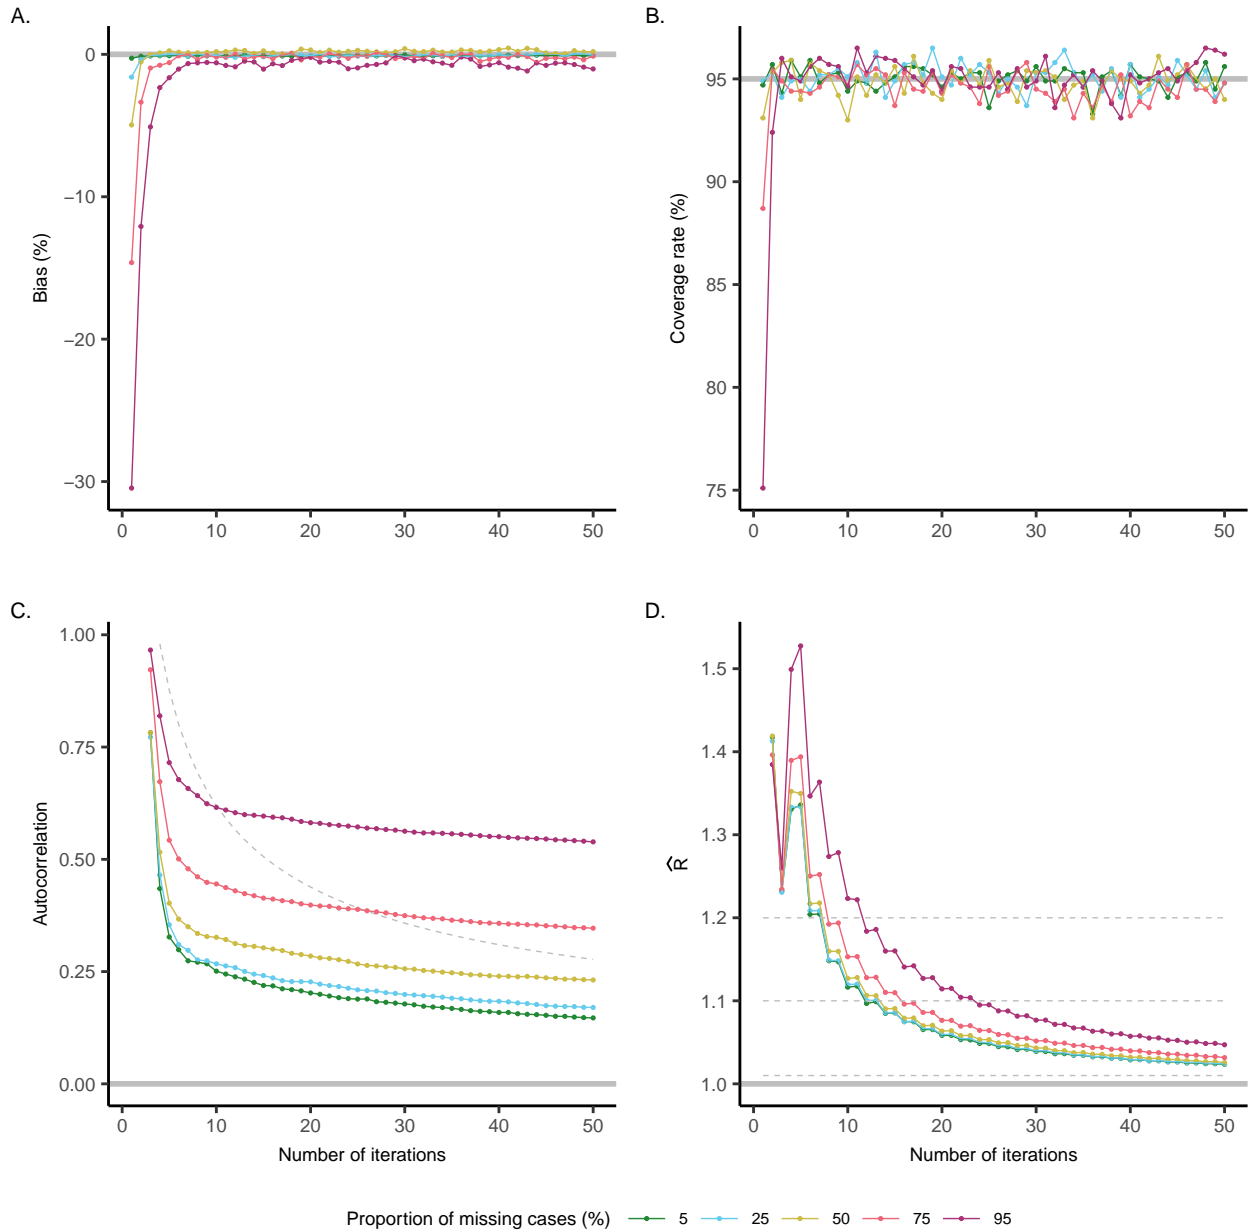 A.
0
−10
−20
−30
Bias (%)
0 10 20 30 40 50
B.
95
90
85
80
75
Coverage rate (%)
0 10 20 30 40 50
C.
1.00
0.75
0.50
0.25
0.00
Autocorrelation
0 10 20 30 40 50
Number of iterations
D.
1.5
1.4
1.3
1.2
1.1
1.0
R̂
0 10 20 30 40 50
Number of iterations
Proportion of missing cases (%) 5 25 50 75 95